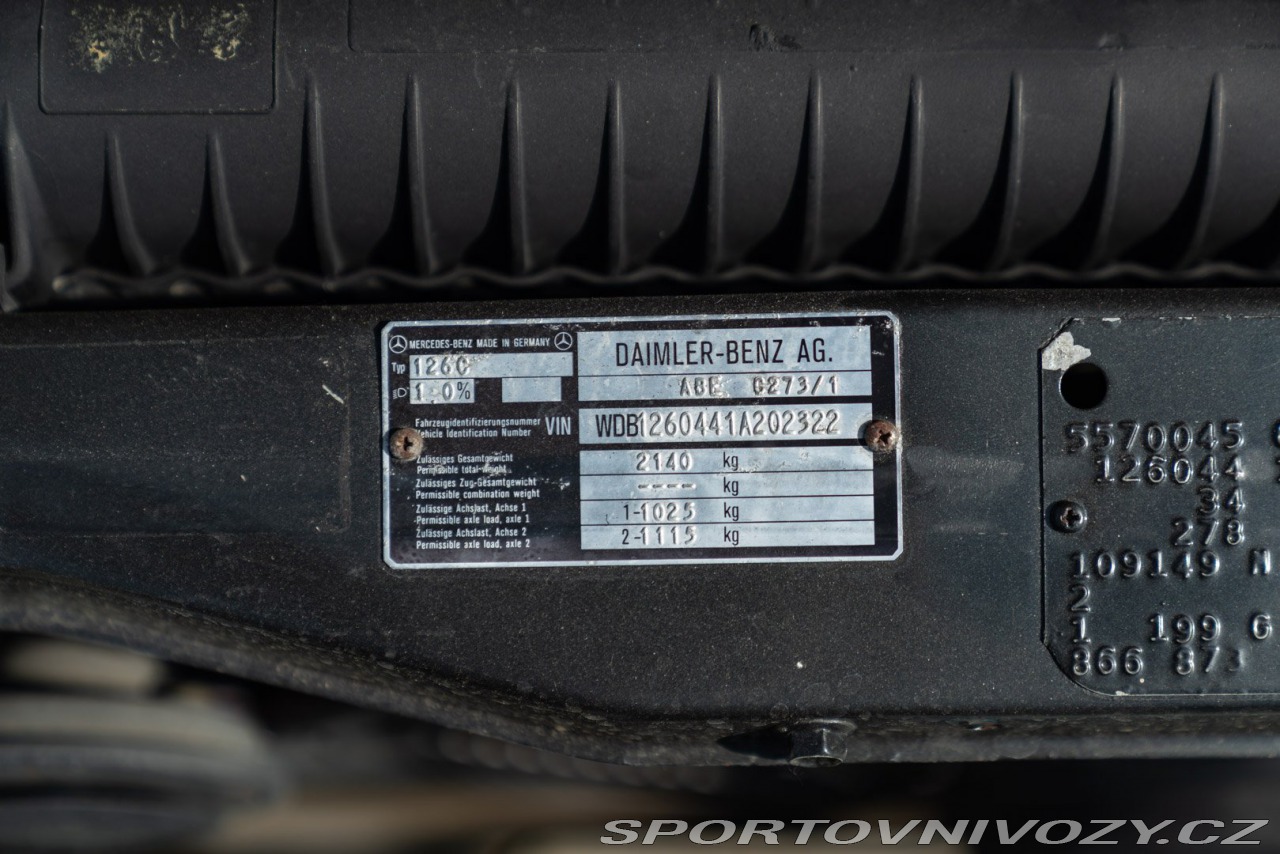 MERCEDES-BENZ MADE IN GERMANY
Typ 126C
1.0%
DAIMLER-BENZ AG.
ABE C273/1
Fahrzeugidentifizierungsnummer
Vehicle Identification Number
VIN
WDB1260441A202322
Zulässiges Gesamtgewicht
Permissible total-weight
2140 kg
Zulässiges Zug-Gesamtgewicht
Permissible combination weight
---- kg
Zulässige Achslast, Achse 1
Permissible axle load, axle 1
1-1025 kg
Zulässige Achslast, Achse 2
Permissible axle load, axle 2
2-1115 kg
5570045
126044
34
278
109149 M
2
1 199 6
866 873
SPORTOVNIVOZY.CZ